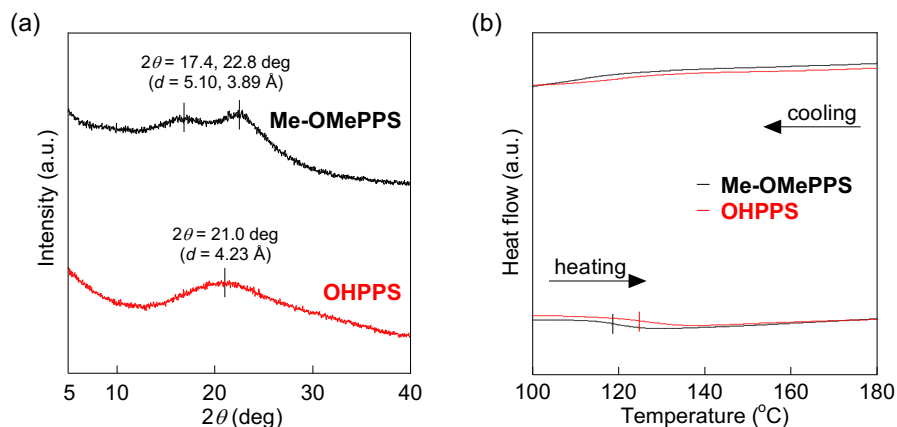 (a)
2θ = 17.4, 22.8 deg
(d = 5.10, 3.89 Å)
Me-OMePPS
2θ = 21.0 deg
(d = 4.23 Å)
OHPPS
Intensity (a.u.)
5 10 20 30 40
2θ (deg)
(b)
cooling
Me-OMePPS
OHPPS
heating
Heat flow (a.u.)
100 120 140 160 180
Temperature (°C)